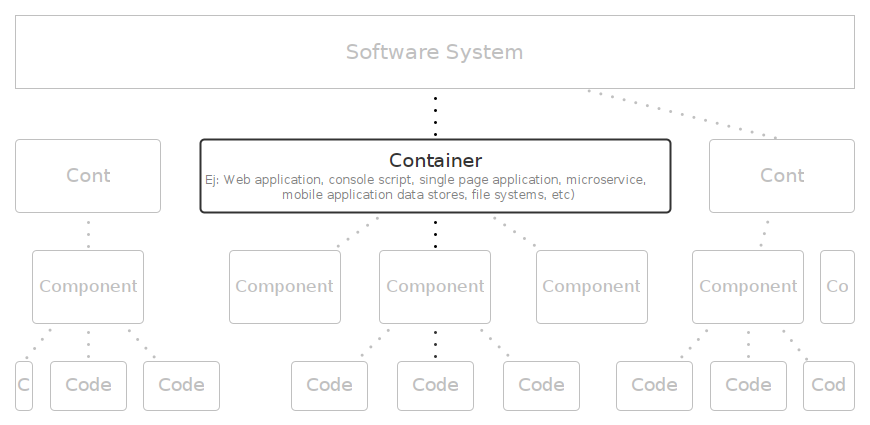 Software System
Cont
Container
Ej: Web application, console script, single page application, microservice,
mobile application data stores, file systems, etc)
Cont
Component
Component
Component
Component
Component
Co
C
Code
Code
Code
Code
Code
Code
Code
Cod